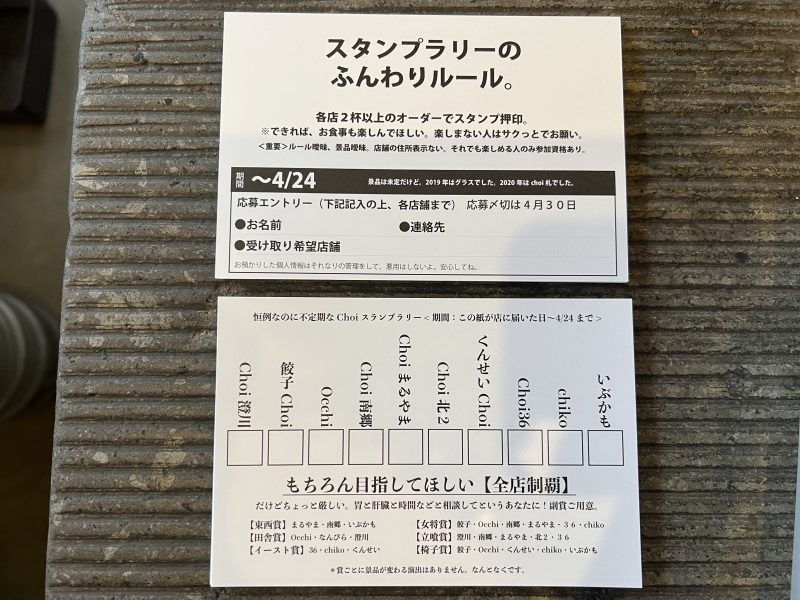 スタンプラリーの
ふんわりルール。
各店２杯以上のオーダーでスタンプ押印。
※できれば、お食事も楽しんでほしい。楽しまない人はサクっとでお願い。
＜重要＞ルール曖昧、景品曖昧。店舗の住所表示ない。それでも楽しめる人のみ参加資格あり。
期間 〜4/24 景品は未定だけど。2019年はグラスでした。2020年はchoi札でした。
応募エントリー（下記記入の上、各店舗まで） 応募〆切は４月３０日
●お名前 ●連絡先
●受け取り希望店舗
お預かりした個人情報はそれなりの管理をして、悪用はしないよ。安心してね。
恒例なのに不定期な Choi スランプラリー < 期間：この紙が店に届いた日〜4/24 まで >
Choi 澄川
餃子 Choi
Occhi
Choi 南郷
Choi まるやま
Choi 北２
くんせい Choi
Choi36
chiko
いぶかも
もちろん目指してほしい【全店制覇】
だけどちょっと厳しい。胃と肝臓と時間などと相談してというあなたに！副賞ご用意。
【東西賞】まるやま・南郷・いぶかも
【田舎賞】Occhi・なんぴら・澄川
【イースト賞】36・chiko・くんせい
【女将賞】餃子・Occhi・南郷・まるやま・３６・chiko
【立喰賞】澄川・南郷・まるやま・北２・３６
【椅子賞】餃子・Occhi・くんせい・chiko・いぶかも
＊賞ごとに景品が変わる演出はありません、なんとなくです。